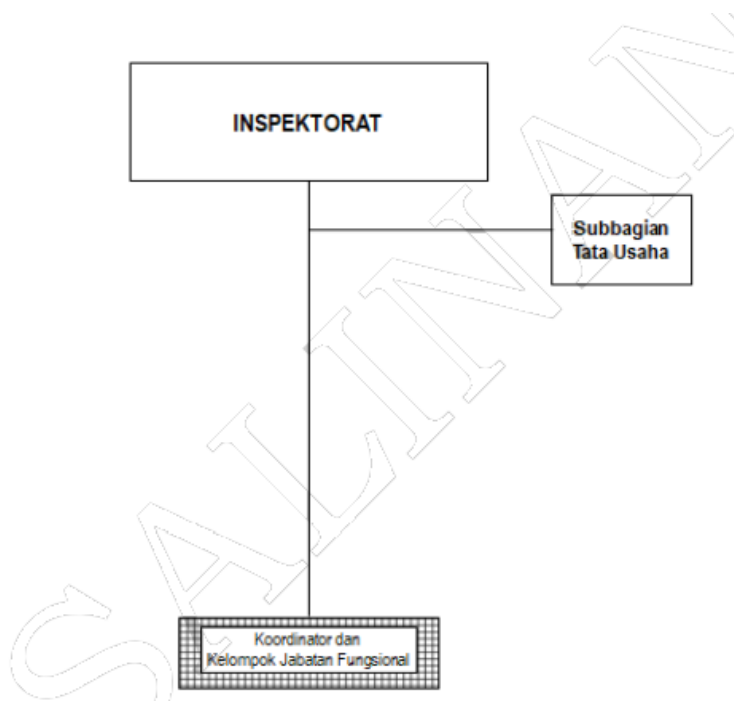 INSPEKTORAT
Subbagian
Tata Usaha
Koordinator dan
Kelompok Jabatan Fungsional
SALINAN